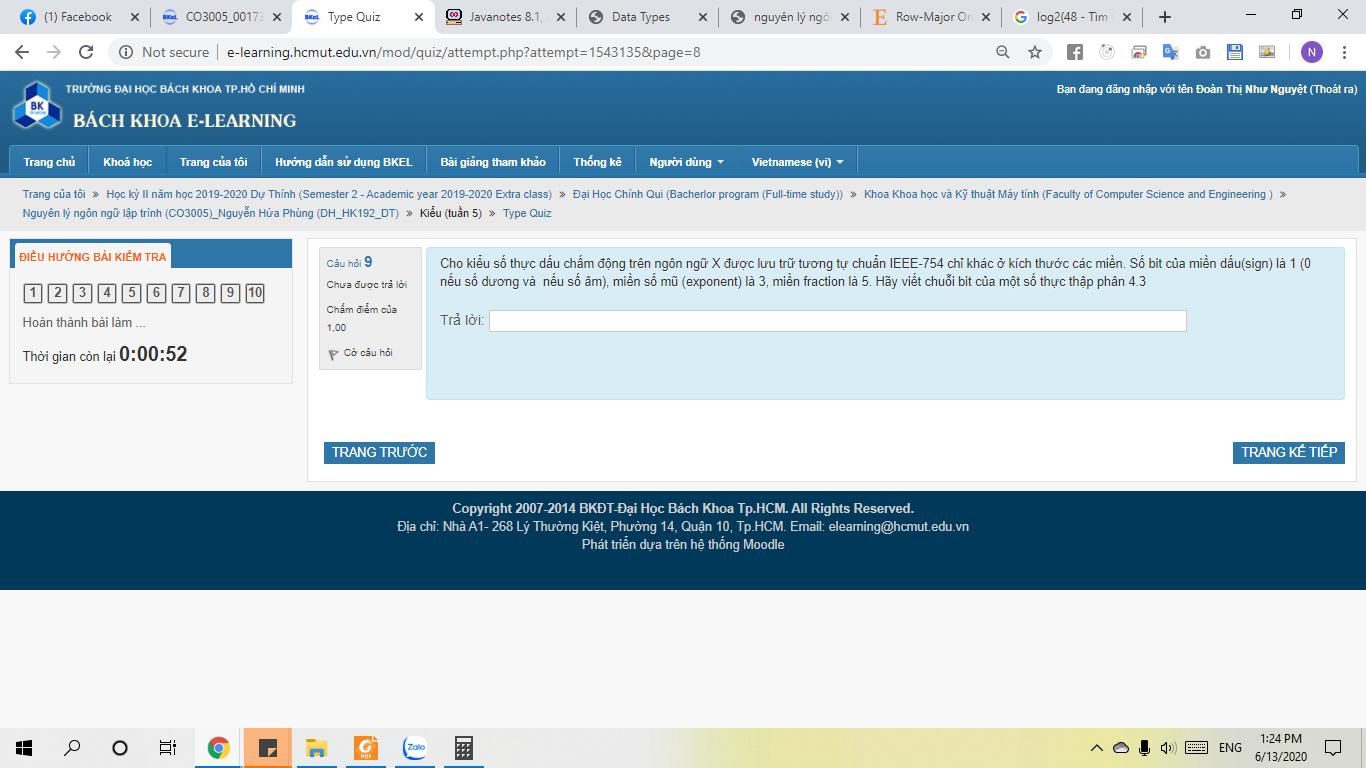 (1) Facebook
CO3005_00173
Type Quiz
Javanotes 8.1,
Data Types
nguyên lý ngôn
Row-Major Or
log2(48 - Tìm
Not secure
e-learning.hcmut.edu.vn/mod/quiz/attempt.php?attempt=1543135&page=8
N
BK
TP.HCM
TRƯỜNG ĐẠI HỌC BÁCH KHOA TP.HỒ CHÍ MINH
BÁCH KHOA E-LEARNING
Bạn đang đăng nhập với tên Đoàn Thị Như Nguyệt (Thoát ra)
Trang chủ
Khoá học
Trang của tôi
Hướng dẫn sử dụng BKEL
Bài giảng tham khảo
Thống kê
Người dùng
Vietnamese (vi)
Trang của tôi » Học kỳ II năm học 2019-2020 Dự Thính (Semester 2 - Academic year 2019-2020 Extra class) » Đại Học Chính Qui (Bacherlor program (Full-time study)) » Khoa Khoa học và Kỹ thuật Máy tính (Faculty of Computer Science and Engineering ) »
Nguyên lý ngôn ngữ lập trình (CO3005)_Nguyễn Hứa Phùng (DH_HK192_DT) » Kiểu (tuần 5) » Type Quiz
ĐIỀU HƯỚNG BÀI KIỂM TRA
1 2 3 4 5 6 7 8 9 10
Hoàn thành bài làm ...
Thời gian còn lại 0:00:52
Câu hỏi 9
Chưa được trả lời
Chấm điểm của
1,00
Cờ câu hỏi
Cho kiểu số thực dấu chấm động trên ngôn ngữ X được lưu trữ tương tự chuẩn IEEE-754 chỉ khác ở kích thước các miền. Số bit của miền dấu(sign) là 1 (0
nếu số dương và nếu số âm), miền số mũ (exponent) là 3, miền fraction là 5. Hãy viết chuỗi bit của một số thực thập phân 4.3
Trả lời:
TRANG TRƯỚC
TRANG KẾ TIẾP
Copyright 2007-2014 BKĐT-Đại Học Bách Khoa Tp.HCM. All Rights Reserved.
Địa chỉ: Nhà A1- 268 Lý Thường Kiệt, Phường 14, Quận 10, Tp.HCM. Email: elearning@hcmut.edu.vn
Phát triển dựa trên hệ thống Moodle
PDF
Zalo
ENG
1:24 PM
6/13/2020